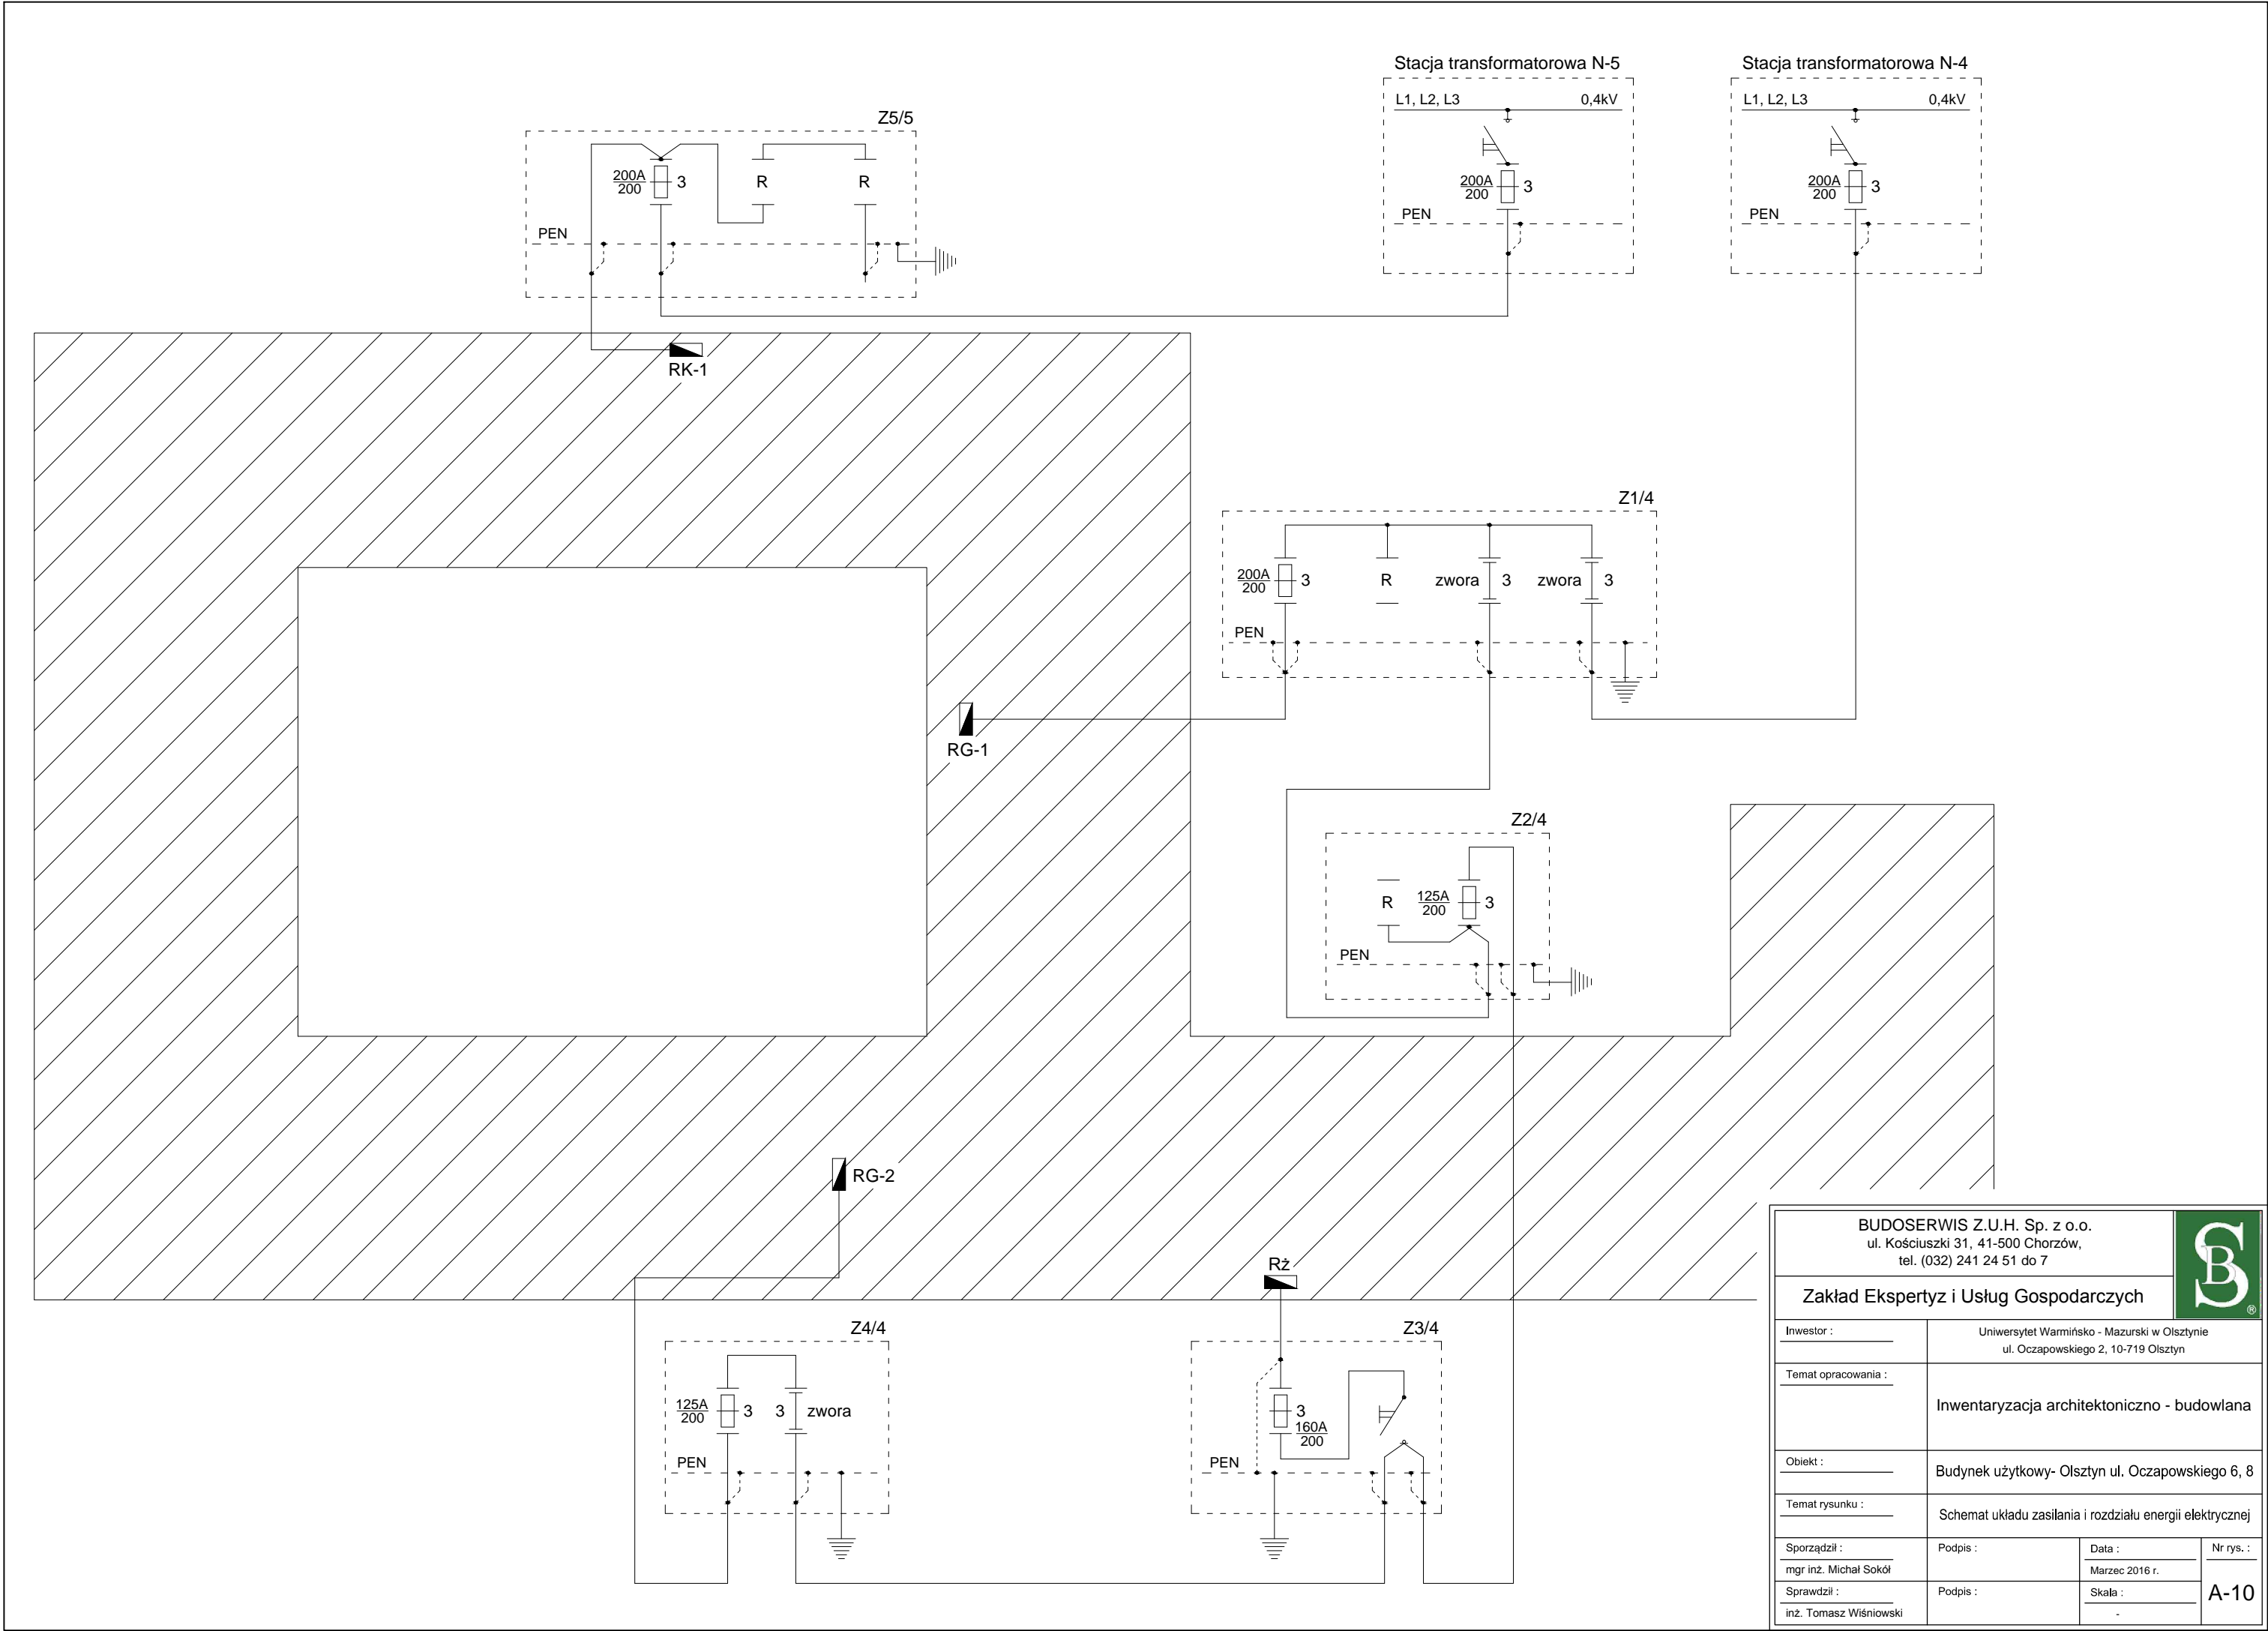 Stacja transformatorowa N-5
L1, L2, L3 0,4kV
200A
200
3
PEN
Stacja transformatorowa N-4
L1, L2, L3 0,4kV
200A
200
3
PEN
Z5/5
200A
200
3
R
R
PEN
RK-1
Z1/4
200A
200
3
R
zwora 3
zwora 3
PEN
RG-1
Z2/4
R
125A
200
3
PEN
RG-2
Rż
Z4/4
125A
200
3
3 zwora
PEN
Z3/4
3
160A
200
PEN
BUDOSERWIS Z.U.H. Sp. z o.o.
ul. Kościuszki 31, 41-500 Chorzów,
tel. (032) 241 24 51 do 7
SB
®
Zakład Ekspertyz i Usług Gospodarczych
Inwestor :
Uniwersytet Warmińsko - Mazurski w Olsztynie
ul. Oczapowskiego 2, 10-719 Olsztyn
Temat opracowania :
Inwentaryzacja architektoniczno - budowlana
Obiekt :
Budynek użytkowy- Olsztyn ul. Oczapowskiego 6, 8
Temat rysunku :
Schemat układu zasilania i rozdziału energii elektrycznej
Sporządził :
mgr inż. Michał Sokół
Podpis :
Data :
Marzec 2016 r.
Nr rys. :
A-10
Sprawdził :
inż. Tomasz Wiśniowski
Podpis :
Skala :
-